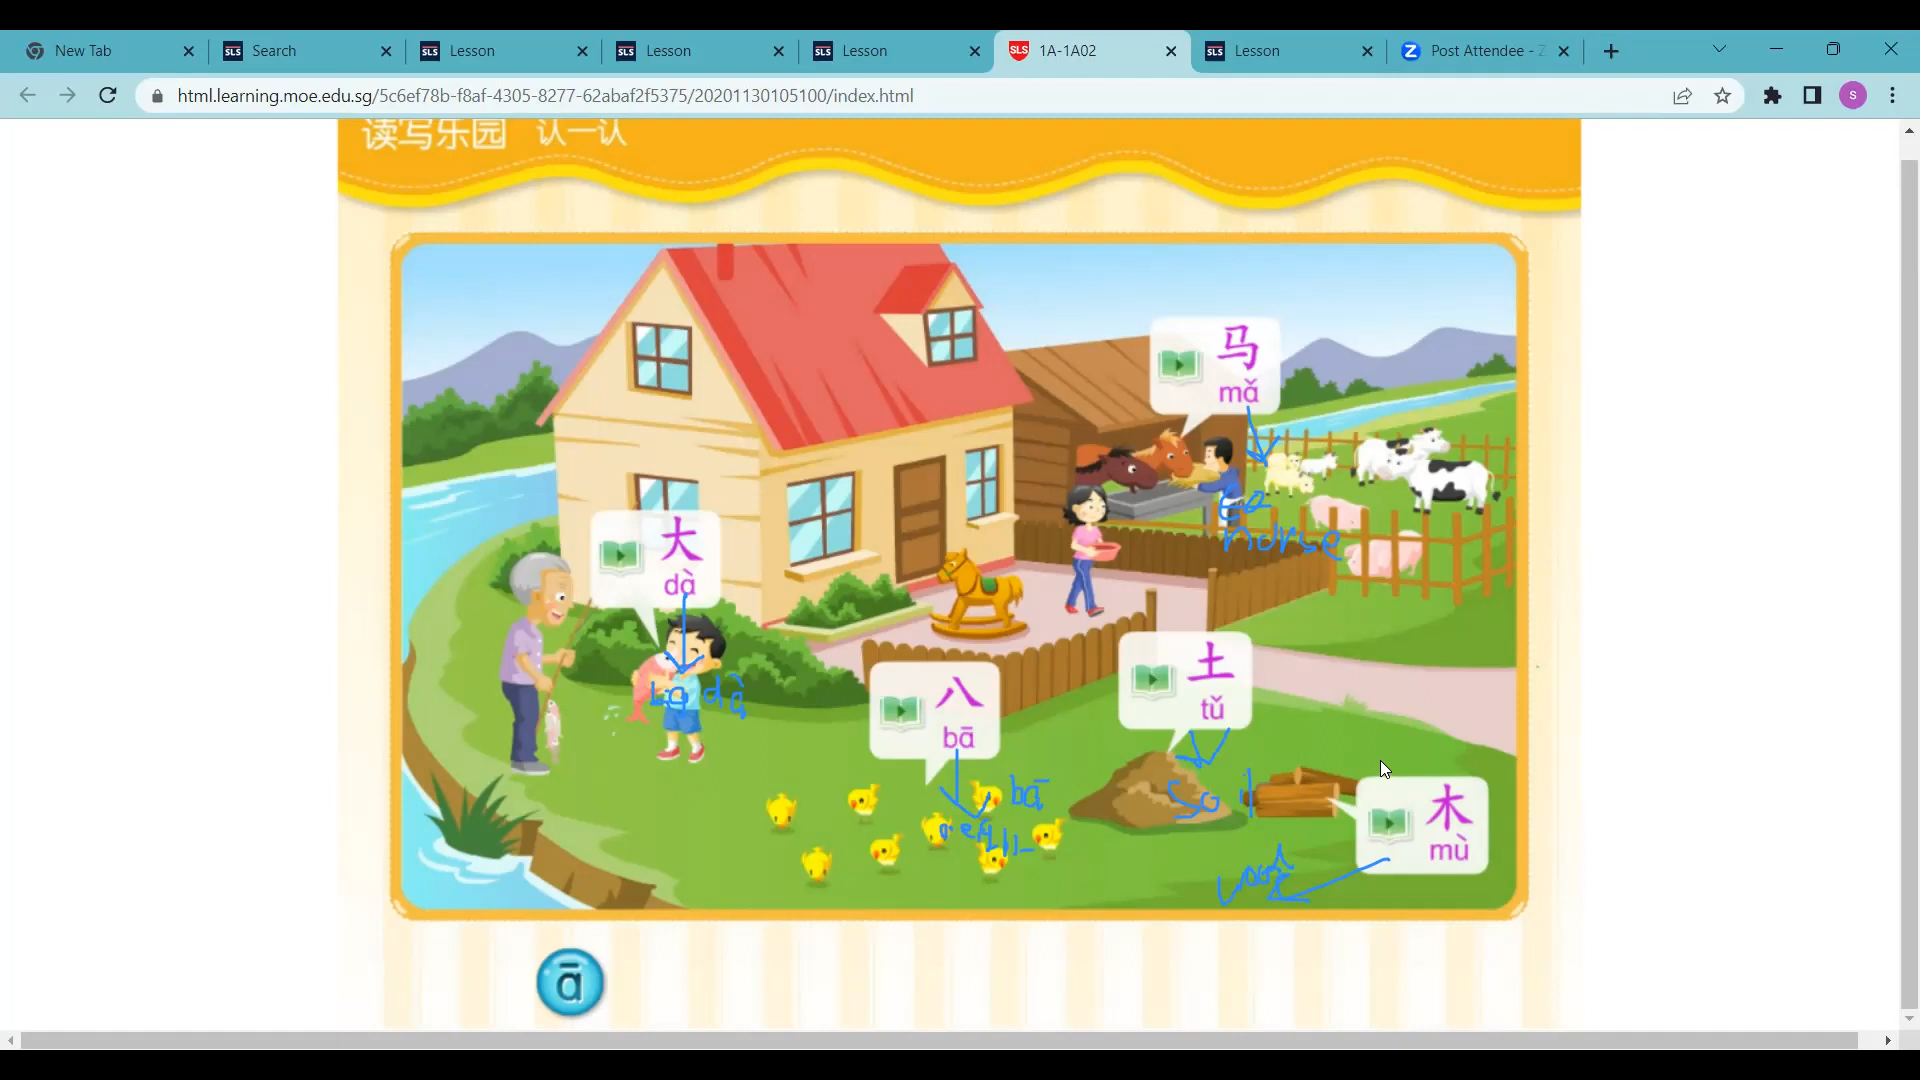 New Tab
Search
Lesson
Lesson
Lesson
1A-1A02
Lesson
Post Attendee - Z
html.learning.moe.edu.sg/5c6ef78b-f8af-4305-8277-62abaf2f5375/20201130105100/index.html
读写乐园 认一认
马
mǎ
horse
大
dà
dà
八
bā
bā
土
tǔ
soil
木
mù
ā